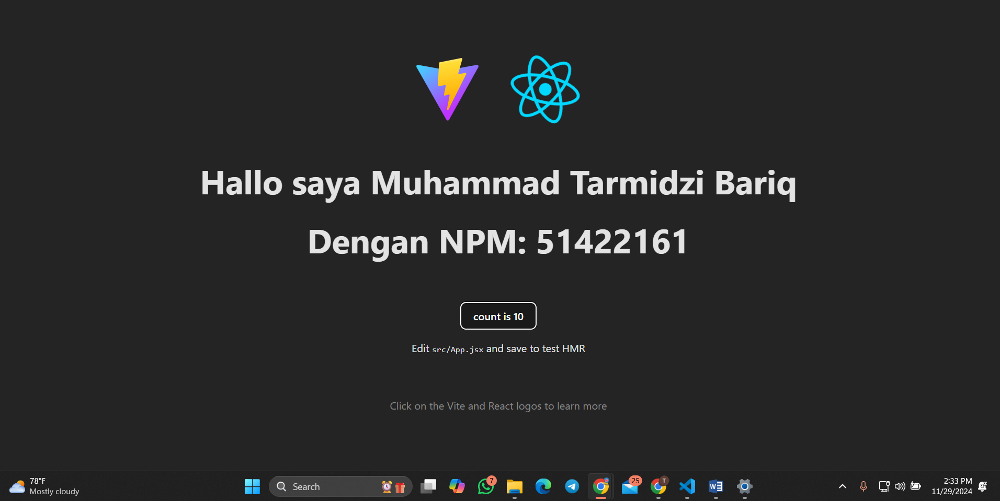 Hallo saya Muhammad Tarmidzi Bariq
Dengan NPM: 51422161
count is 10
Edit src/App.jsx and save to test HMR
Click on the Vite and React logos to learn more
78°F
Mostly cloudy
Search
7
25
T
W
2:33 PM
11/29/2024